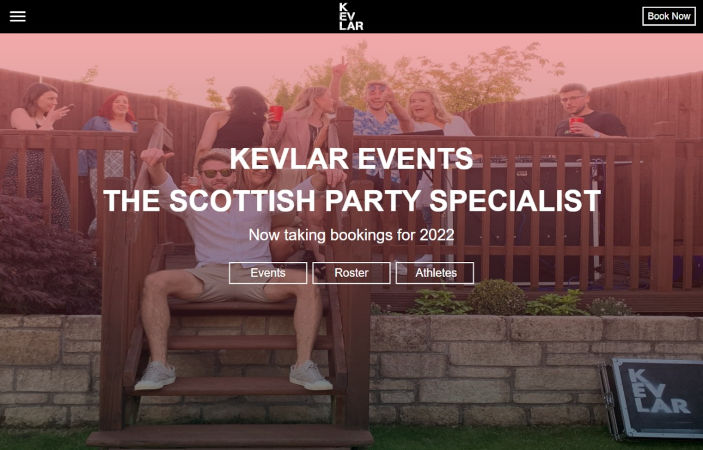 K
EV
LAR
Book Now
KEVLAR EVENTS
THE SCOTTISH PARTY SPECIALIST
Now taking bookings for 2022
Events
Roster
Athletes
K
EV
LAR